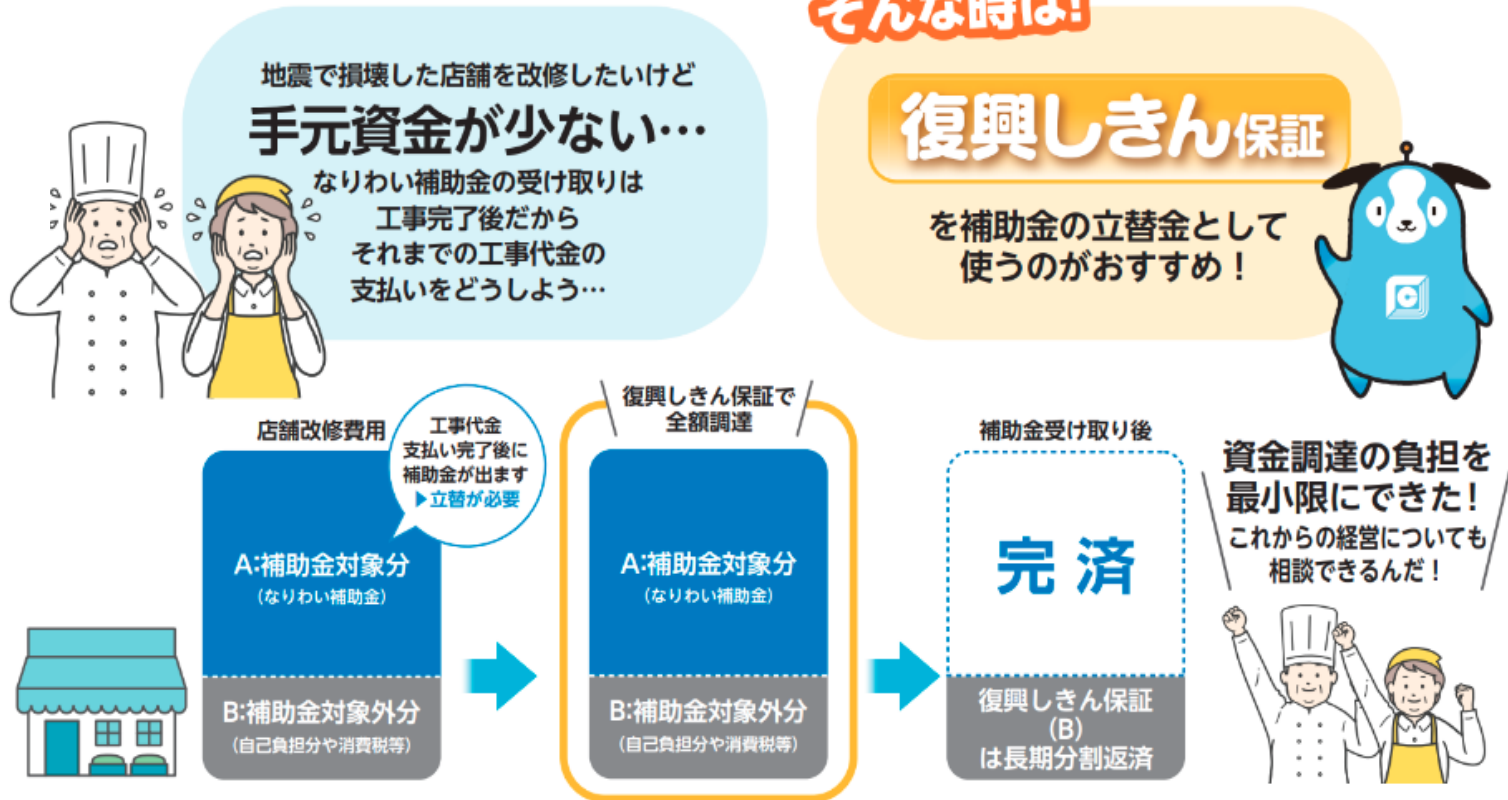 地震で損壊した店舗を改修したいけど
手元資金が少ない…
なりわい補助金の受け取りは
工事完了後だから
それまでの工事代金の
支払いをどうしよう…
そんな時は!
復興しきん保証
を補助金の立替金として
使うのがおすすめ！
店舗改修費用
工事代金
支払い完了後に
補助金が出ます
▶立替が必要
A:補助金対象分
(なりわい補助金)
B:補助金対象外分
(自己負担分や消費税等)
復興しきん保証で
全額調達
A:補助金対象分
(なりわい補助金)
B:補助金対象外分
(自己負担分や消費税等)
補助金受け取り後
完済
復興しきん保証
(B)
は長期分割返済
資金調達の負担を
最小限にできた！
これからの経営についても
相談できるんだ！